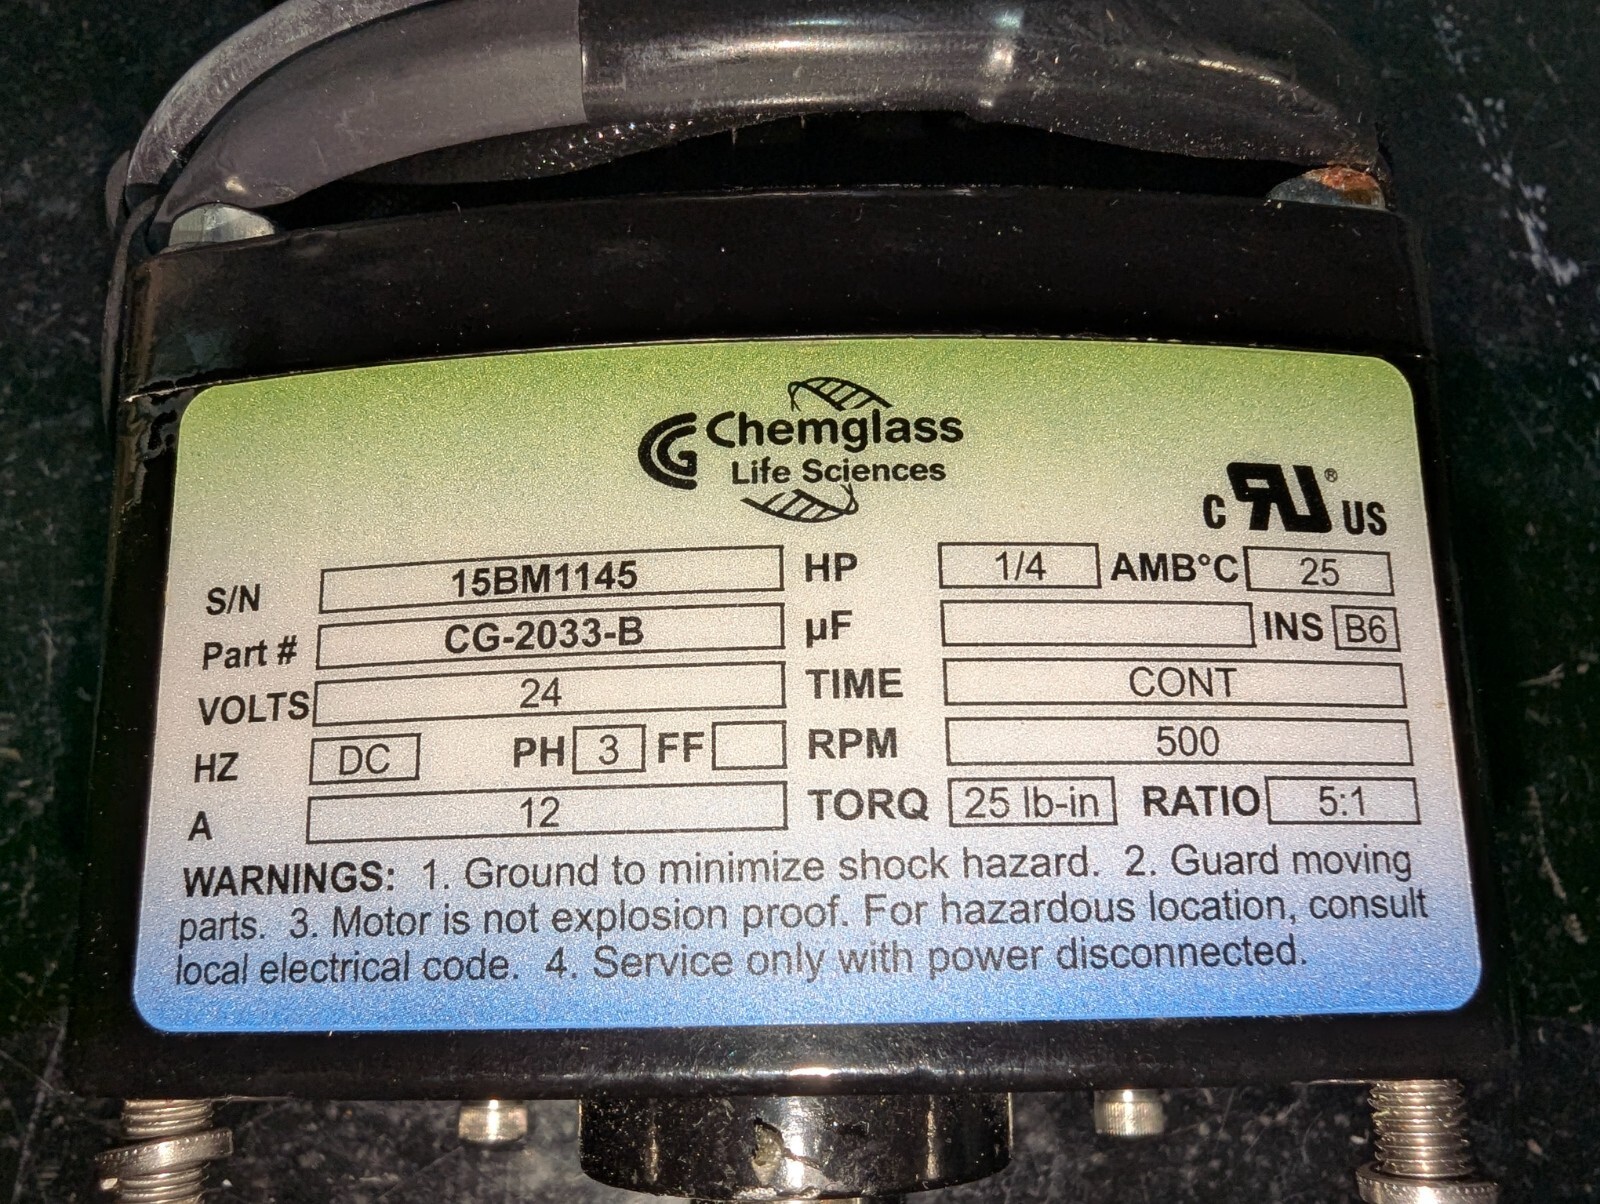 CG Chemglass
Life Sciences
C RU® US
S/N 15BM1145 HP 1/4 AMB°C 25
Part # CG-2033-B µF INS B6
VOLTS 24 TIME CONT
HZ DC PH 3 FF RPM 500
A 12 TORQ 25 lb-in RATIO 5:1
WARNINGS: 1. Ground to minimize shock hazard. 2. Guard moving
parts. 3. Motor is not explosion proof. For hazardous location, consult
local electrical code. 4. Service only with power disconnected.